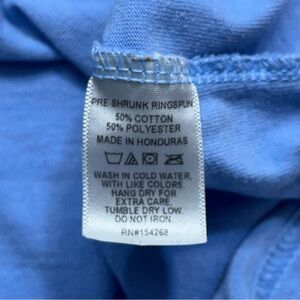 PRE-SHRUNK RINGSPUN
50% COTTON
50% POLYESTER
MADE IN HONDURAS
WASH IN COLD WATER,
WITH LIKE COLORS.
HANG DRY FOR
EXTRA CARE.
TUMBLE DRY LOW
DO NOT IRON.
RN#154268